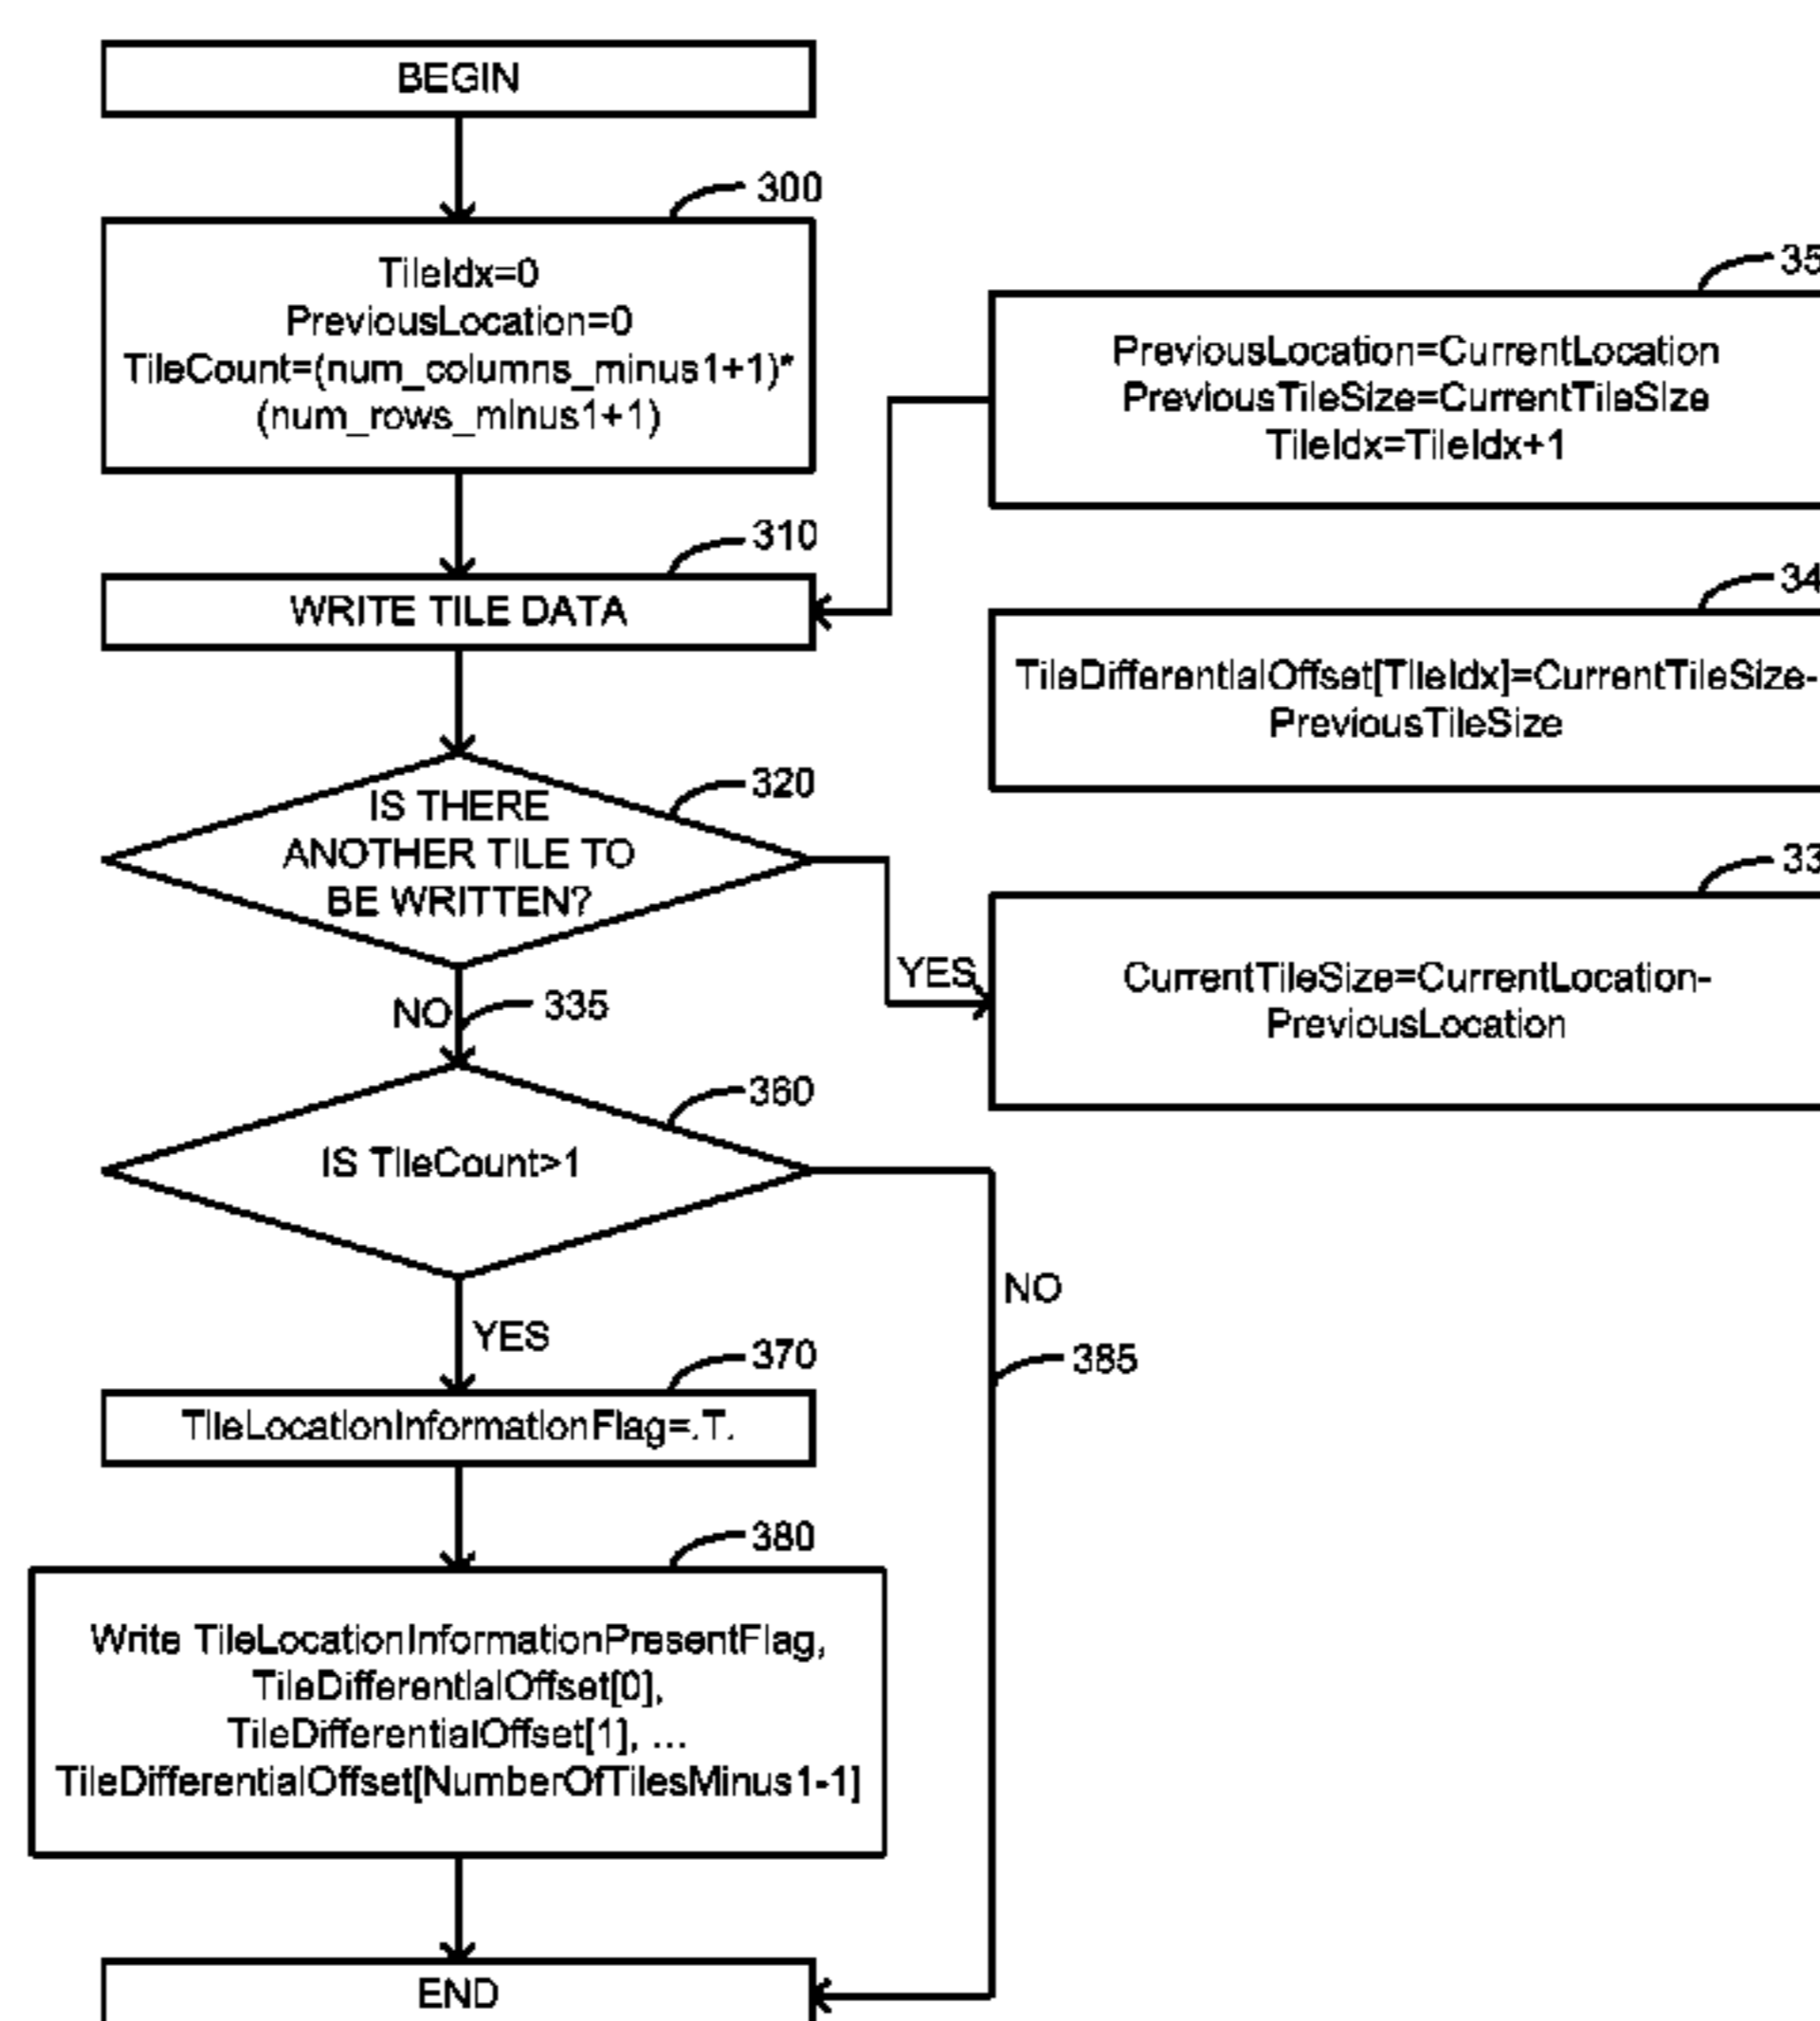 BEGIN
300
TileIdx=0
PreviousLocation=0
TileCount=(num_columns_minus1+1)*
(num_rows_minus1+1)
310
WRITE TILE DATA
320
IS THERE
ANOTHER TILE TO
BE WRITTEN?
YES
NO
335
360
IS TileCount>1
NO
385
YES
370
TileLocationInformationFlag=.T.
380
Write TileLocationInformationPresentFlag,
TileDifferentialOffset[0],
TileDifferentialOffset[1], ...
TileDifferentialOffset[NumberOfTilesMinus1-1]
END
35
PreviousLocation=CurrentLocation
PreviousTileSize=CurrentTileSize
TileIdx=TileIdx+1
34
TileDifferentialOffset[TileIdx]=CurrentTileSize-
PreviousTileSize
33
CurrentTileSize=CurrentLocation-
PreviousLocation